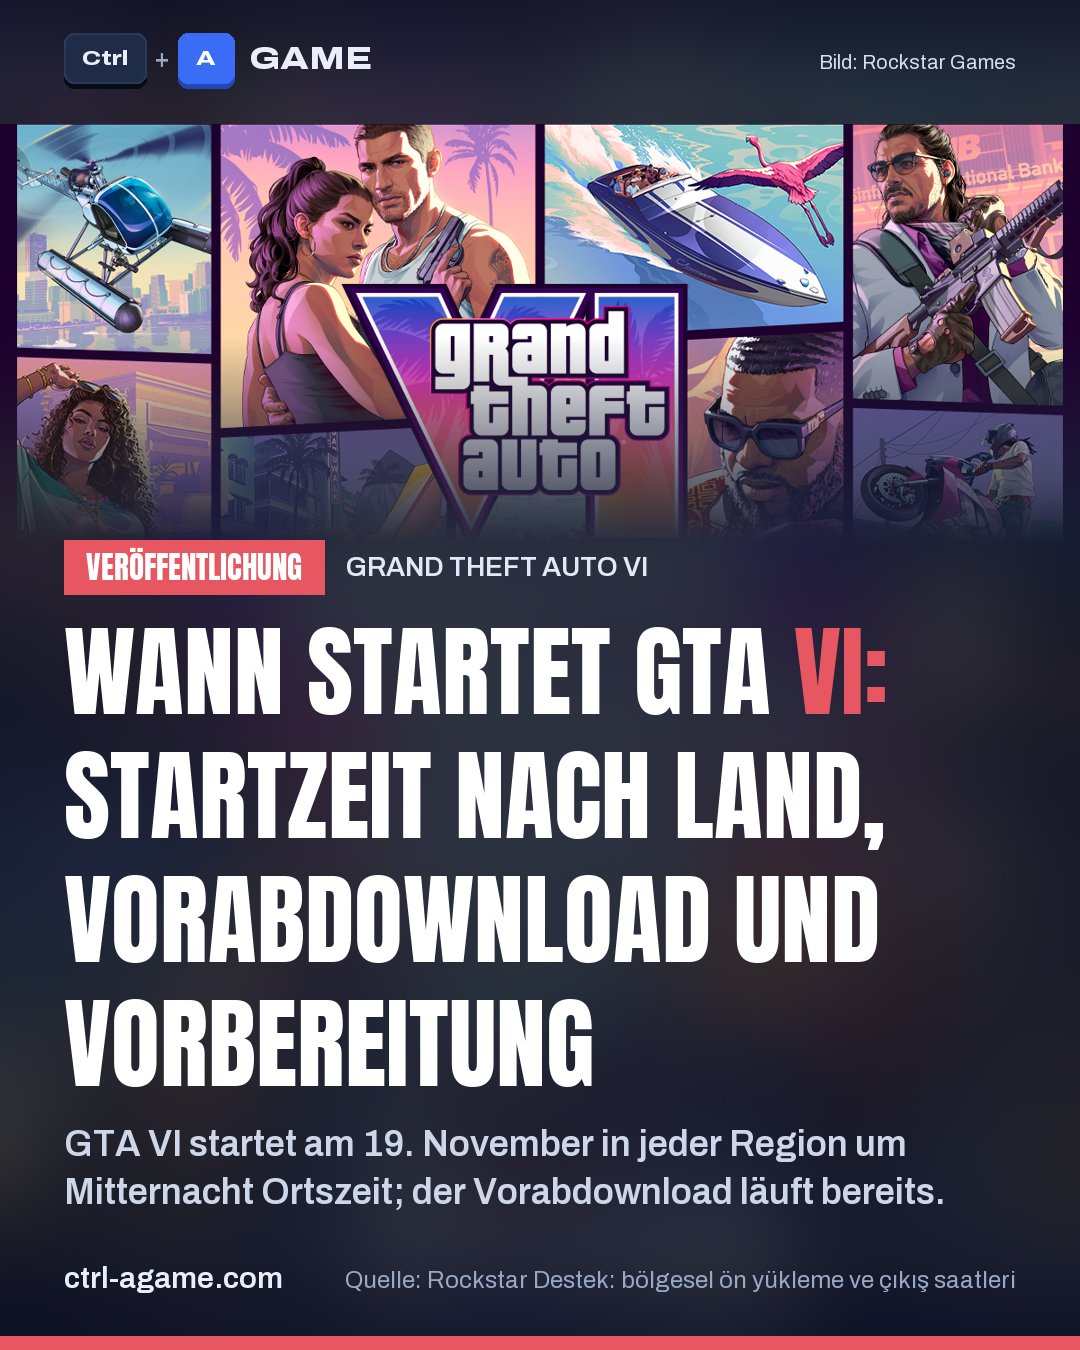 Ctrl + A GAME
Bild: Rockstar Games
grand
theft
auto
VI
VERÖFFENTLICHUNG GRAND THEFT AUTO VI
WANN STARTET GTA VI:
STARTZEIT NACH LAND,
VORABDOWNLOAD UND
VORBEREITUNG
GTA VI startet am 19. November in jeder Region um
Mitternacht Ortszeit; der Vorabdownload läuft bereits.
ctrl-agame.com
Quelle: Rockstar Destek: bölgesel ön yükleme ve çıkış saatleri